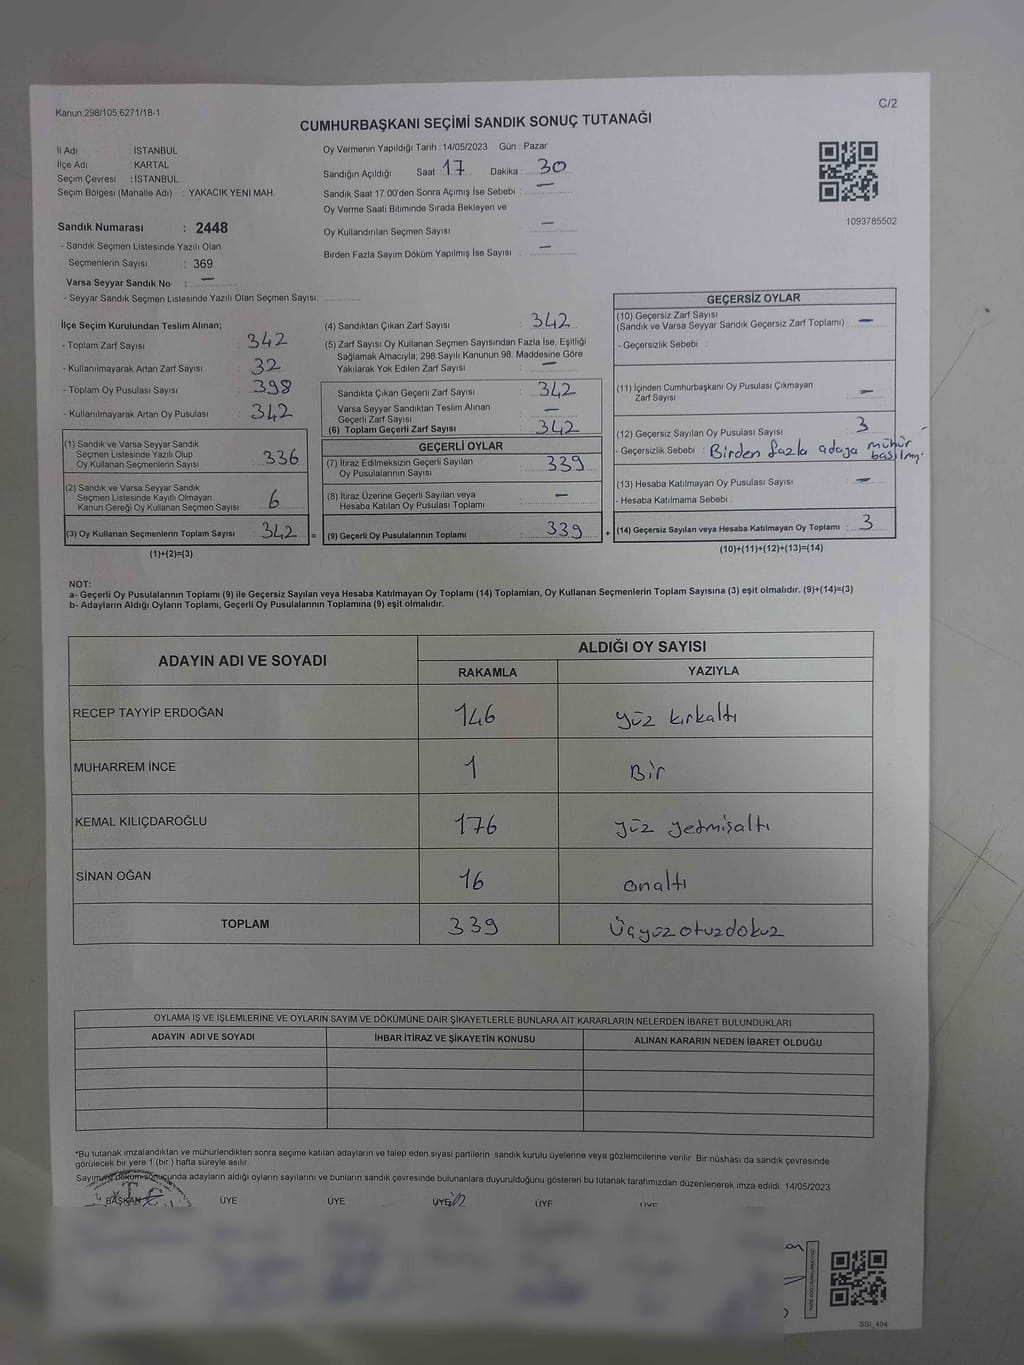 Kanun:298/105,6271/18-1
C/2
CUMHURBAŞKANI SEÇİMİ SANDIK SONUÇ TUTANAĞI
İl Adı : İSTANBUL
İlçe Adı : KARTAL
Seçim Çevresi : İSTANBUL
Seçim Bölgesi (Mahalle Adı) : YAKACIK YENİ MAH.
Sandık Numarası : 2448
- Sandık Seçmen Listesinde Yazılı Olan
Seçmenlerin Sayısı : 369
Varsa Seyyar Sandık No : —
- Seyyar Sandık Seçmen Listesinde Yazılı Olan Seçmen Sayısı:
Oy Vermenin Yapıldığı Tarih : 14/05/2023 Gün : Pazar
Sandığın Açıldığı Saat 17 Dakika : 30
Sandık Saat 17:00'den Sonra Açımış İse Sebebi : —
Oy Verme Saati Bitiminde Sırada Bekleyen ve
Oy Kullandırılan Seçmen Sayısı —
Birden Fazla Sayım Döküm Yapılmış İse Sayısı : —
1093785502
İlçe Seçim Kurulundan Teslim Alınan;
- Toplam Zarf Sayısı : 342
- Kullanılmayarak Artan Zarf Sayısı : 32
- Toplam Oy Pusulası Sayısı : 398
- Kullanılmayarak Artan Oy Pusulası : 342
(1) Sandık ve Varsa Seyyar Sandık
Seçmen Listesinde Yazılı Olup
Oy Kullanan Seçmenlerin Sayısı : 336
(2) Sandık ve Varsa Seyyar Sandık
Seçmen Listesinde Kayıtlı Olmayan
Kanun Gereği Oy Kullanan Seçmen Sayısı : 6
(3) Oy Kullanan Seçmenlerin Toplam Sayısı : 342 =
(1)+(2)=(3)
(4) Sandıktan Çıkan Zarf Sayısı : 342
(5) Zarf Sayısı Oy Kullanan Seçmen Sayısından Fazla İse, Eşitliği
Sağlamak Amacıyla; 298 Sayılı Kanunun 98. Maddesine Göre
Yakılarak Yok Edilen Zarf Sayısı : —
Sandıkta Çıkan Geçerli Zarf Sayısı : 342
Varsa Seyyar Sandıktan Teslim Alınan
Geçerli Zarf Sayısı : —
(6) Toplam Geçerli Zarf Sayısı : 342
GEÇERLİ OYLAR
(7) İtiraz Edilmeksizin Geçerli Sayılan
Oy Pusulalarının Sayısı : 339
(8) İtiraz Üzerine Geçerli Sayılan veya
Hesaba Katılan Oy Pusulası Toplamı : —
(9) Geçerli Oy Pusulalarının Toplamı : 339 +
GEÇERSİZ OYLAR
(10) Geçersiz Zarf Sayısı
(Sandık ve Varsa Seyyar Sandık Geçersiz Zarf Toplamı) : —
- Geçersizlik Sebebi :
(11) İçinden Cumhurbaşkanı Oy Pusulası Çıkmayan
Zarf Sayısı : —
(12) Geçersiz Sayılan Oy Pusulası Sayısı : 3
- Geçersizlik Sebebi : Birden fazla adaya mühür
basılmış
(13) Hesaba Katılmayan Oy Pusulası Sayısı : —
- Hesaba Katılmama Sebebi :
(14) Geçersiz Sayılan veya Hesaba Katılmayan Oy Toplamı : 3
(10)+(11)+(12)+(13)=(14)
NOT:
a- Geçerli Oy Pusulalarının Toplamı (9) ile Geçersiz Sayılan veya Hesaba Katılmayan Oy Toplamı (14) Toplamları, Oy Kullanan Seçmenlerin Toplam Sayısına (3) eşit olmalıdır. (9)+(14)=(3)
b- Adayların Aldığı Oyların Toplamı, Geçerli Oy Pusulalarının Toplamına (9) eşit olmalıdır.
ADAYIN ADI VE SOYADI
ALDIĞI OY SAYISI
RAKAMLA YAZIYLA
RECEP TAYYİP ERDOĞAN 146 yüz kırkaltı
MUHARREM İNCE 1 Bir
KEMAL KILIÇDAROĞLU 176 yüz yetmişaltı
SİNAN OĞAN 16 onaltı
TOPLAM 339 Üçyüzotuzdokuz
OYLAMA İŞ VE İŞLEMLERİNE VE OYLARIN SAYIM VE DÖKÜMÜNE DAİR ŞİKAYETLERLE BUNLARA AİT KARARLARIN NELERDEN İBARET BULUNDUKLARI
ADAYIN ADI VE SOYADI İHBAR İTİRAZ VE ŞİKAYETİN KONUSU ALINAN KARARIN NEDEN İBARET OLDUĞU
*Bu tutanak imzalandıktan ve mühürlendikten sonra seçime katılan adayların ve talep eden siyasi partilerin sandık kurulu üyelerine veya gözlemcilerine verilir. Bir nüshası da sandık çevresinde
görülecek bir yere 1 (bir ) hafta süreyle asılır.
Sayım ve döküm sonucunda adayların aldığı oyların sayılarını ve bunların sandık çevresinde bulunanlara duyurulduğunu gösteren bu tutanak tarafımızdan düzenlenerek imza edildi. 14/05/2023
BAŞKAN ÜYE ÜYE ÜYE ÜYE ÜYE
SSI_404